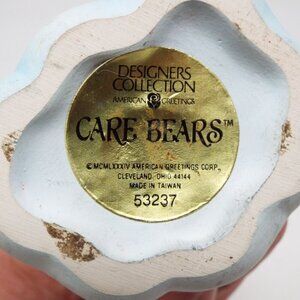 DESIGNERS
COLLECTION
AMERICAN GREETINGS
CARE BEARS™
©MCMLXXXIV AMERICAN GREETINGS CORP.,
CLEVELAND, OHIO 44144
MADE IN TAIWAN
53237